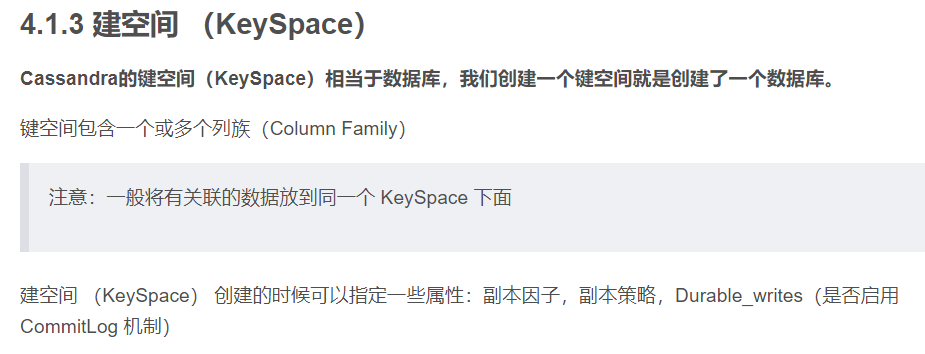 4.1.3 建空间 （KeySpace）
Cassandra的键空间（KeySpace）相当于数据库，我们创建一个键空间就是创建了一个数据库。
键空间包含一个或多个列族（Column Family）
注意：一般将有关联的数据放到同一个 KeySpace 下面
建空间 （KeySpace） 创建的时候可以指定一些属性：副本因子，副本策略，Durable_writes（是否启用
CommitLog 机制）